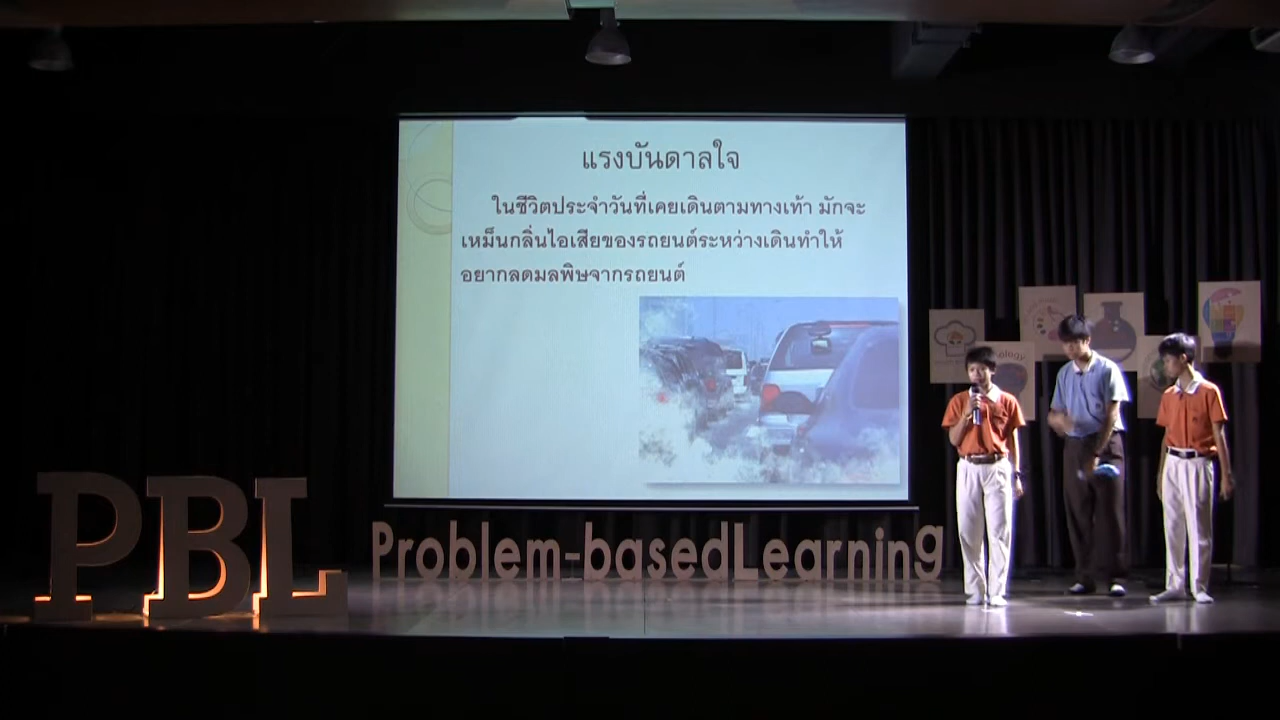 แรงบันดาลใจ
ในชีวิตประจำวันที่เคยเดินตามทางเท้า มักจะ
เหม็นกลิ่นไอเสียของรถยนต์ระหว่างเดินทำให้
อยากลดมลพิษจากรถยนต์
PBL
Problem-basedLearning